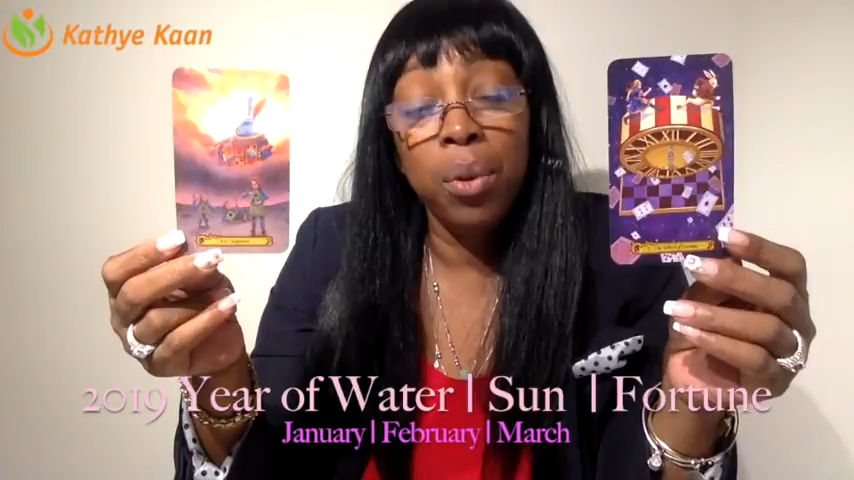 Kathye Kaan
2019 Year of Water | Sun | Fortune
January | February | March